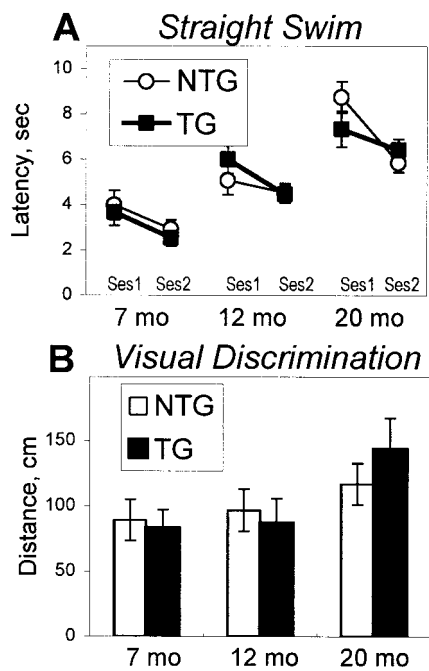 A Straight Swim
10
8
6
4
2
0
Latency, sec
NTG
TG
Ses1 Ses2 Ses1 Ses2 Ses1 Ses2
7 mo 12 mo 20 mo
B Visual Discrimination
150
100
50
0
Distance, cm
NTG
TG
7 mo 12 mo 20 mo